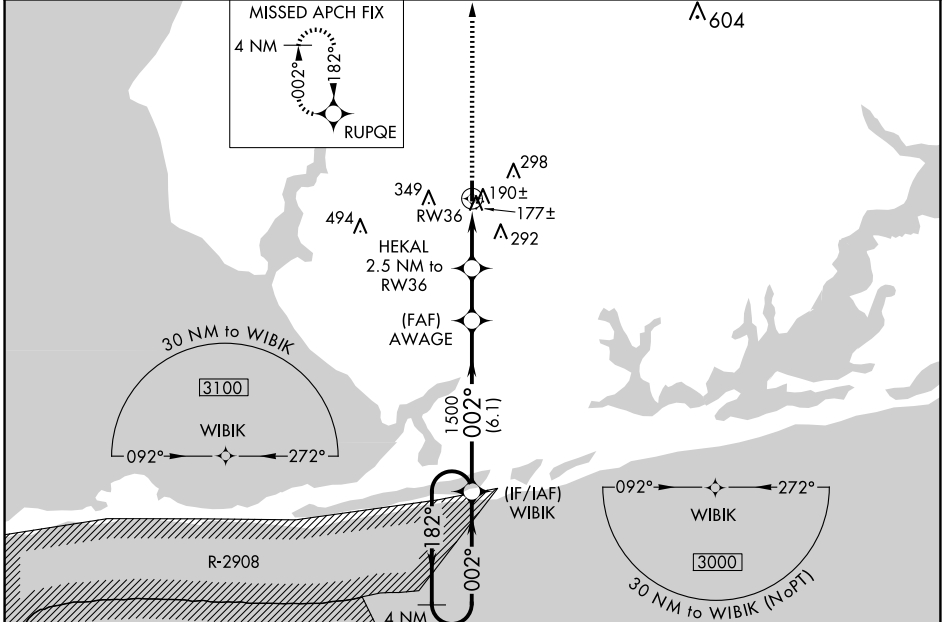 MISSED APCH FIX
4 NM
002°
182°
RUPQE
604
298
349
190±
RW36
177±
494
292
HEKAL
2.5 NM to
RW36
(FAF)
AWAGE
30 NM to WIBIK
3100
WIBIK
092°
272°
1500
002°
(6.1)
(IF/IAF)
WIBIK
182°
002°
4 NM
R-2908
092°
272°
WIBIK
3000
30 NM to WIBIK (NoPT)